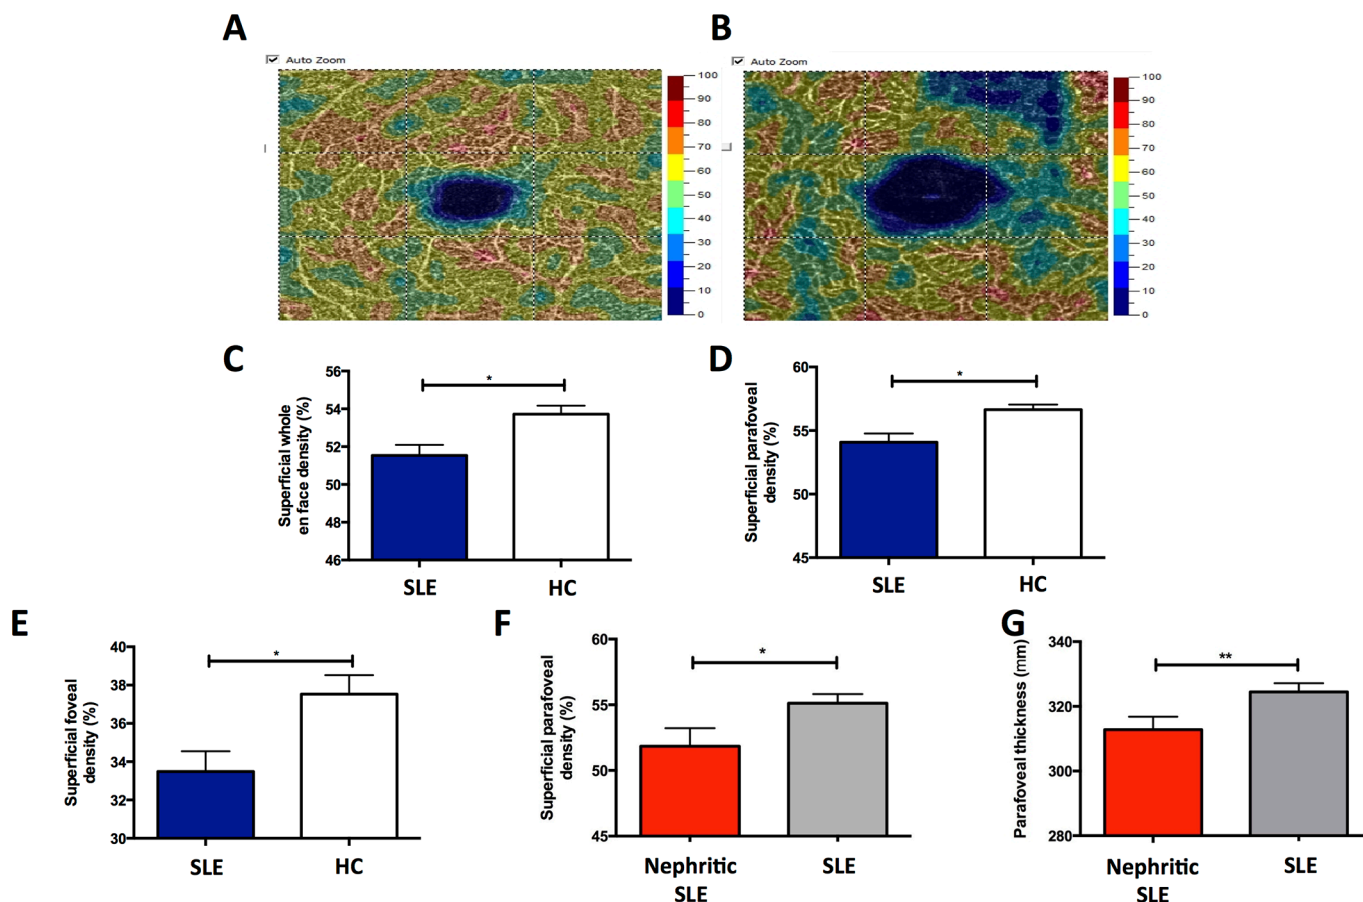 A
B
Auto Zoom
Auto Zoom
100
90
80
70
60
50
40
30
20
10
0
100
90
80
70
60
50
40
30
20
10
0
C
Superficial whole
en face density (%)
56
54
52
50
48
46
*
SLE
HC
D
Superficial parafoveal
density (%)
60
55
50
45
*
SLE
HC
E
Superficial foveal
density (%)
40
38
36
34
32
30
*
SLE
HC
F
Superficial parafoveal
density (%)
60
55
50
45
*
Nephritic
SLE
SLE
G
Parafoveal thickness (mm)
340
320
300
280
**
Nephritic
SLE
SLE